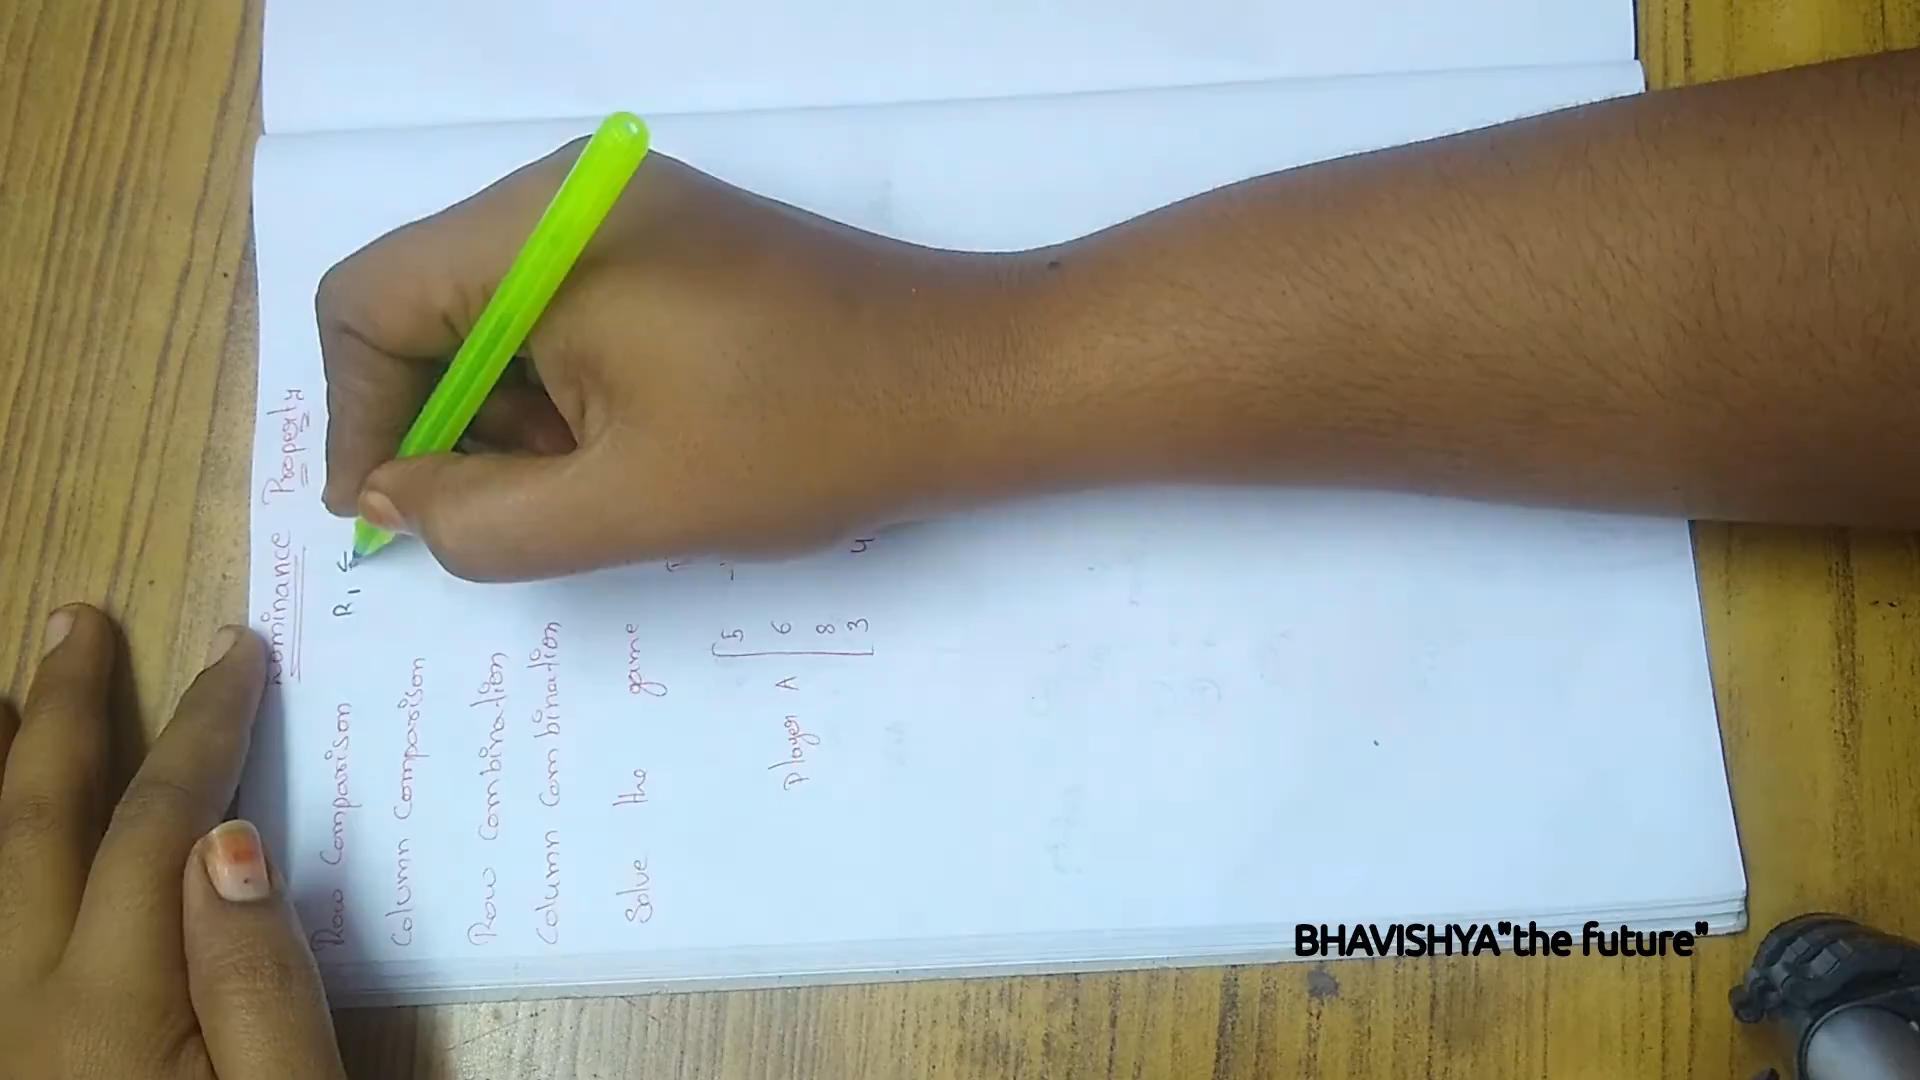 Dominance Property
Row Comparison R1 ≤
Column Comparison
Row Combination
Column Combination
Solve the game
5
Player A 6
8
3 4
BHAVISHYA"the future"